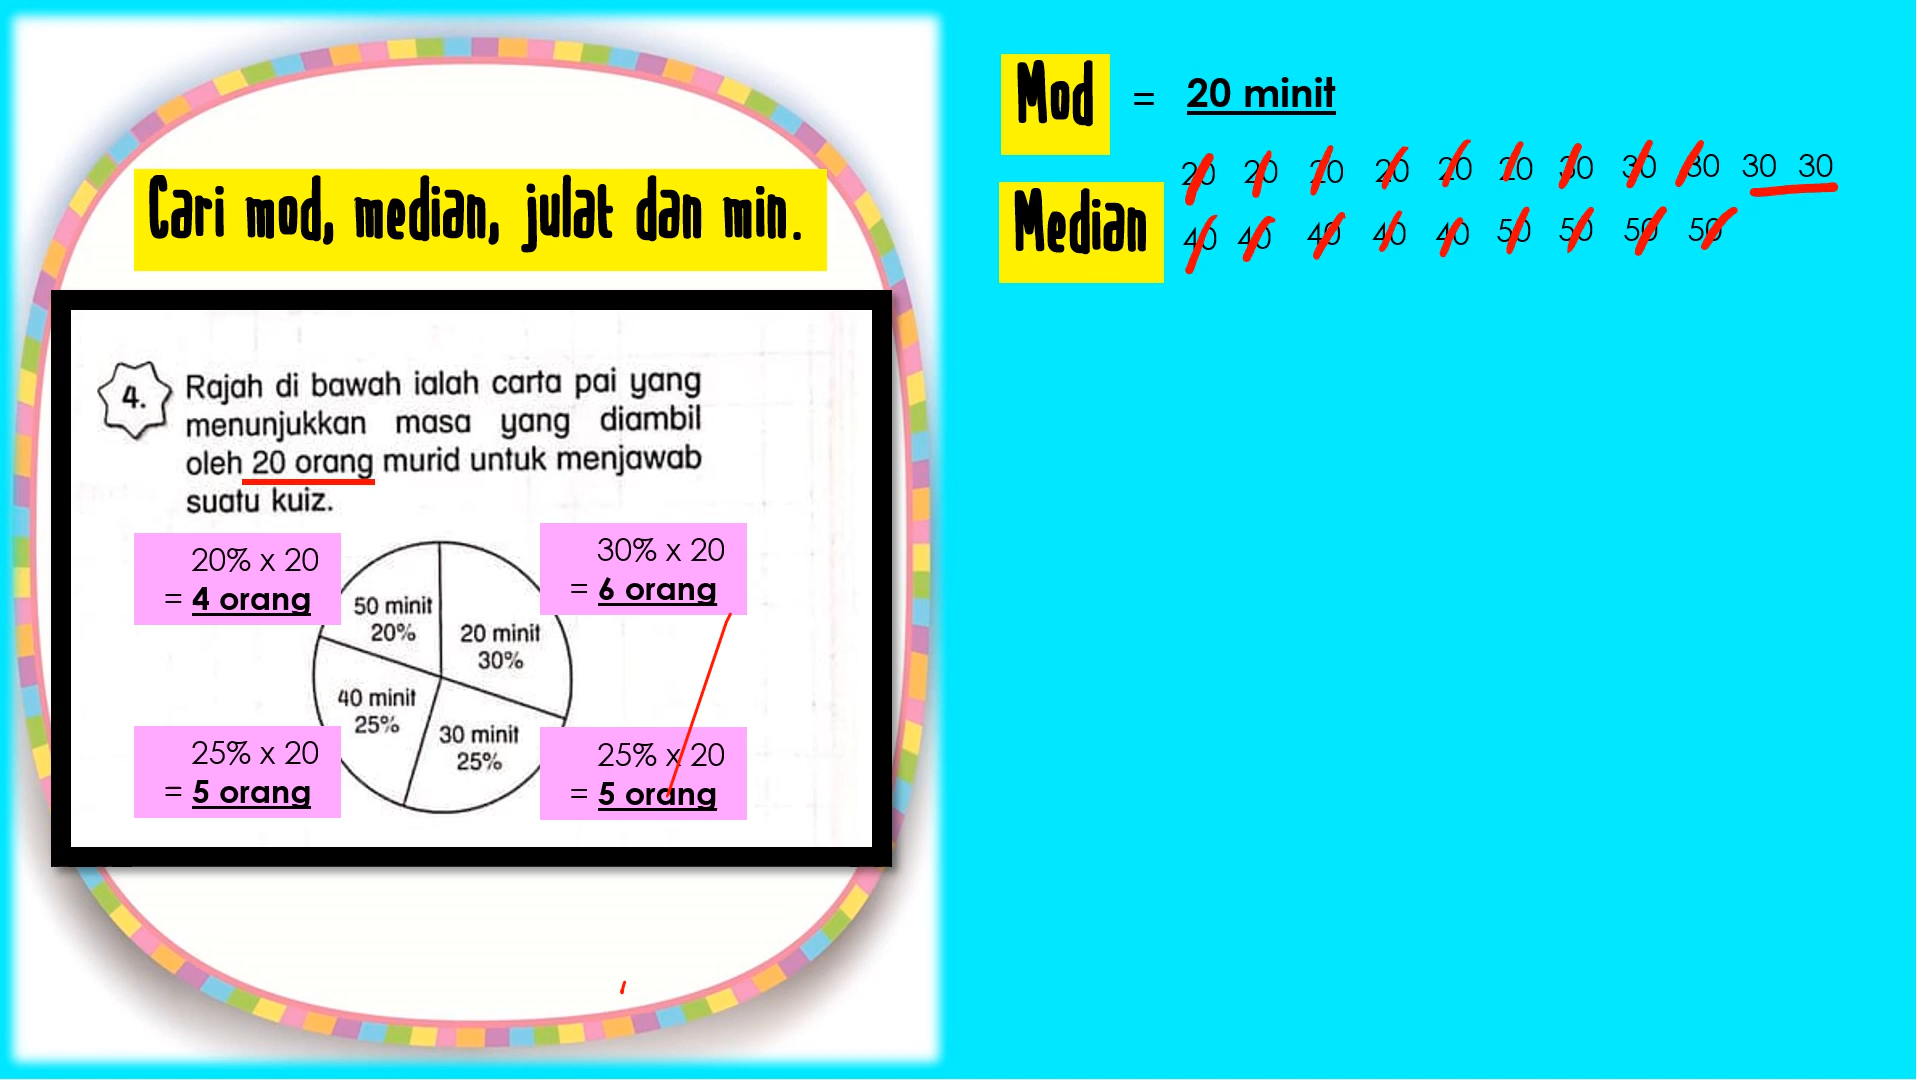 Cari mod, median, julat dan min.
4. Rajah di bawah ialah carta pai yang
menunjukkan masa yang diambil
oleh 20 orang murid untuk menjawab
suatu kuiz.
20% x 20
= 4 orang
30% x 20
= 6 orang
50 minit
20%
20 minit
30%
40 minit
25%
30 minit
25%
25% x 20
= 5 orang
25% x 20
= 5 orang
Mod = 20 minit
Median
20 20 20 20 20 20 30 30 30 30 30
40 40 40 40 40 50 50 50 50